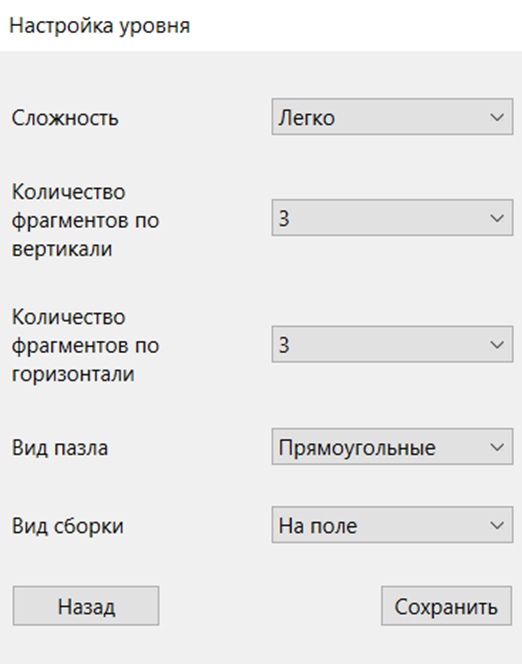 Настройка уровня
Сложность
Легко
Количество
фрагментов по
вертикали
3
Количество
фрагментов по
горизонтали
3
Вид пазла
Прямоугольные
Вид сборки
На поле
Назад
Сохранить